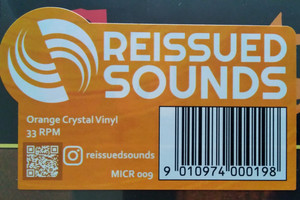 REISSUED
SOUNDS
Orange Crystal Vinyl
33 RPM
reissuedsounds
MICR 009
9 010974 000198